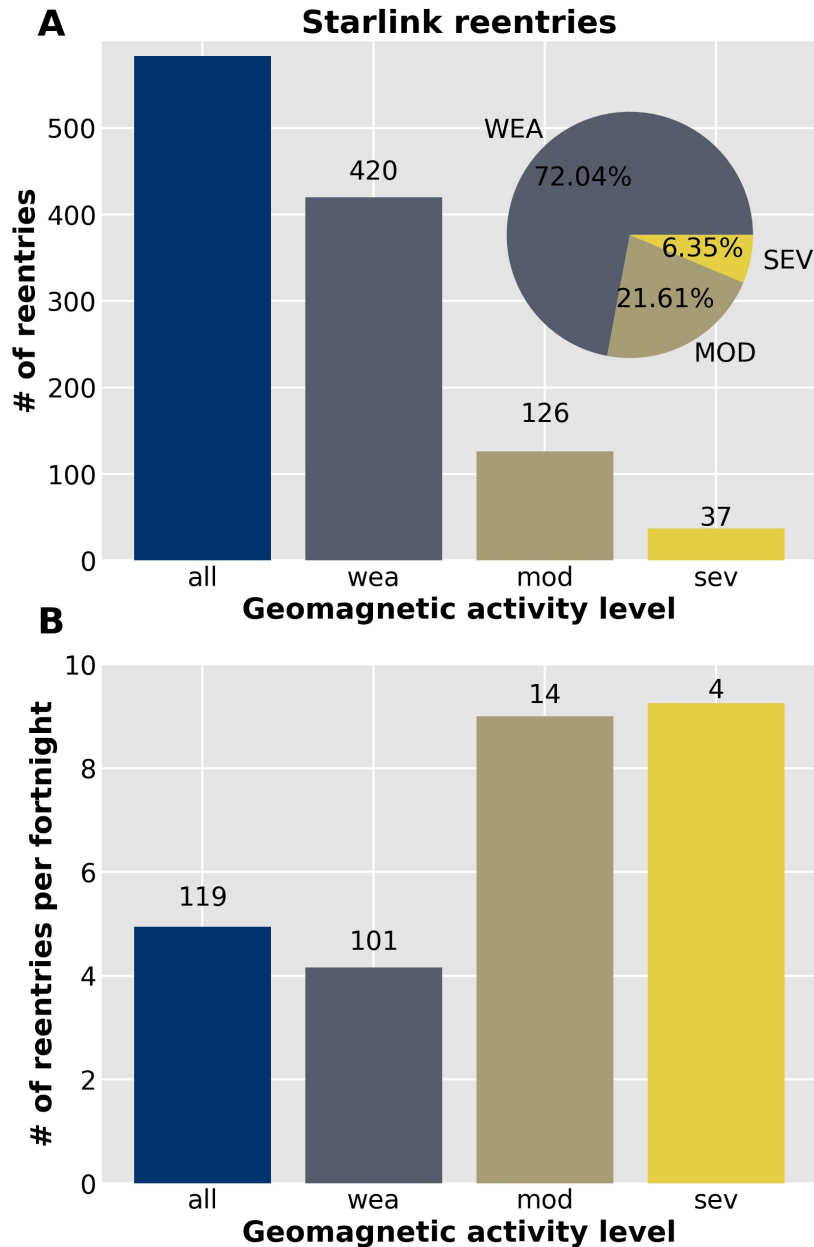 A
Starlink reentries
# of reentries
500
400
300
200
100
0
420
126
37
WEA
72.04%
6.35%
SEV
21.61%
MOD
all wea mod sev
Geomagnetic activity level
B
# of reentries per fortnight
10
8
6
4
2
0
119
101
14
4
all wea mod sev
Geomagnetic activity level